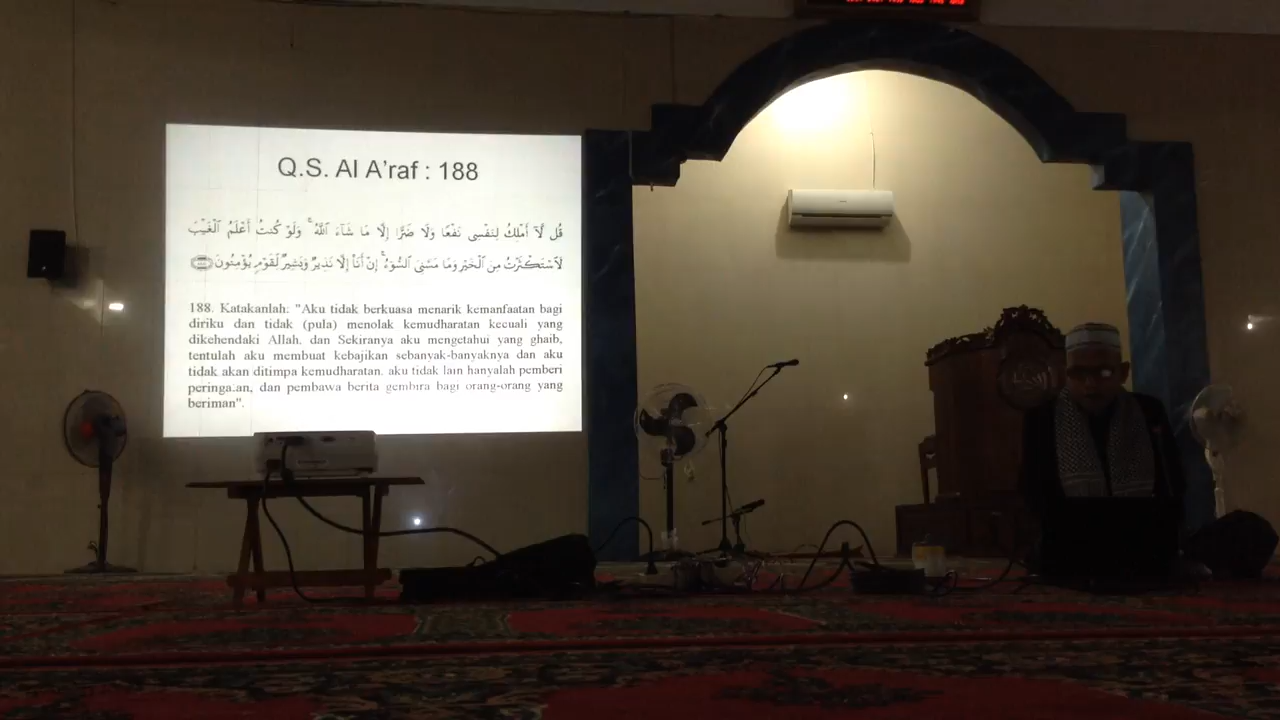 Q.S. Al A'raf : 188
قُل لَّآ أَمْلِكُ لِنَفْسِى نَفْعًا وَلَا ضَرًّا إِلَّا مَا شَآءَ ٱللَّهُ ۚ وَلَوْ كُنتُ أَعْلَمُ ٱلْغَيْبَ
لَٱسْتَكْثَرْتُ مِنَ ٱلْخَيْرِ وَمَا مَسَّنِىَ ٱلسُّوٓءُ ۚ إِنْ أَنَا۠ إِلَّا نَذِيرٌ وَبَشِيرٌ لِّقَوْمٍ يُؤْمِنُونَ
188. Katakanlah: "Aku tidak berkuasa menarik kemanfaatan bagi
diriku dan tidak (pula) menolak kemudharatan kecuali yang
dikehendaki Allah. dan Sekiranya aku mengetahui yang ghaib,
tentulah aku membuat kebajikan sebanyak-banyaknya dan aku
tidak akan ditimpa kemudharatan. aku tidak lain hanyalah pemberi
peringatan, dan pembawa berita gembira bagi orang-orang yang
beriman".